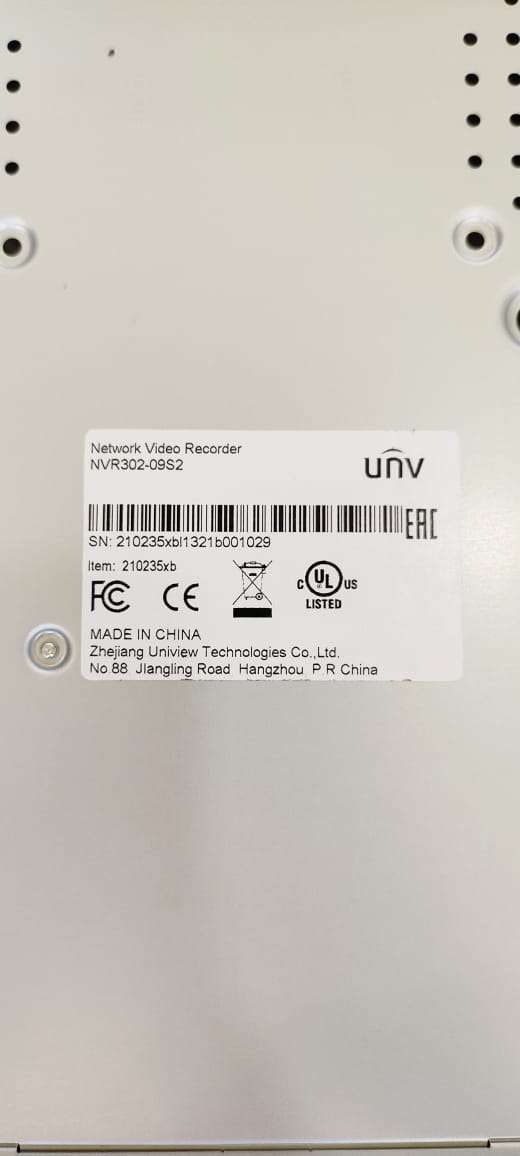 Network Video Recorder
NVR302-09S2
unv
EAC
SN: 210235xbl1321b001029
Item: 210235xb
FC CE C UL US
LISTED
MADE IN CHINA
Zhejiang Uniview Technologies Co.,Ltd.
No.88 Jiangling Road Hangzhou P.R China